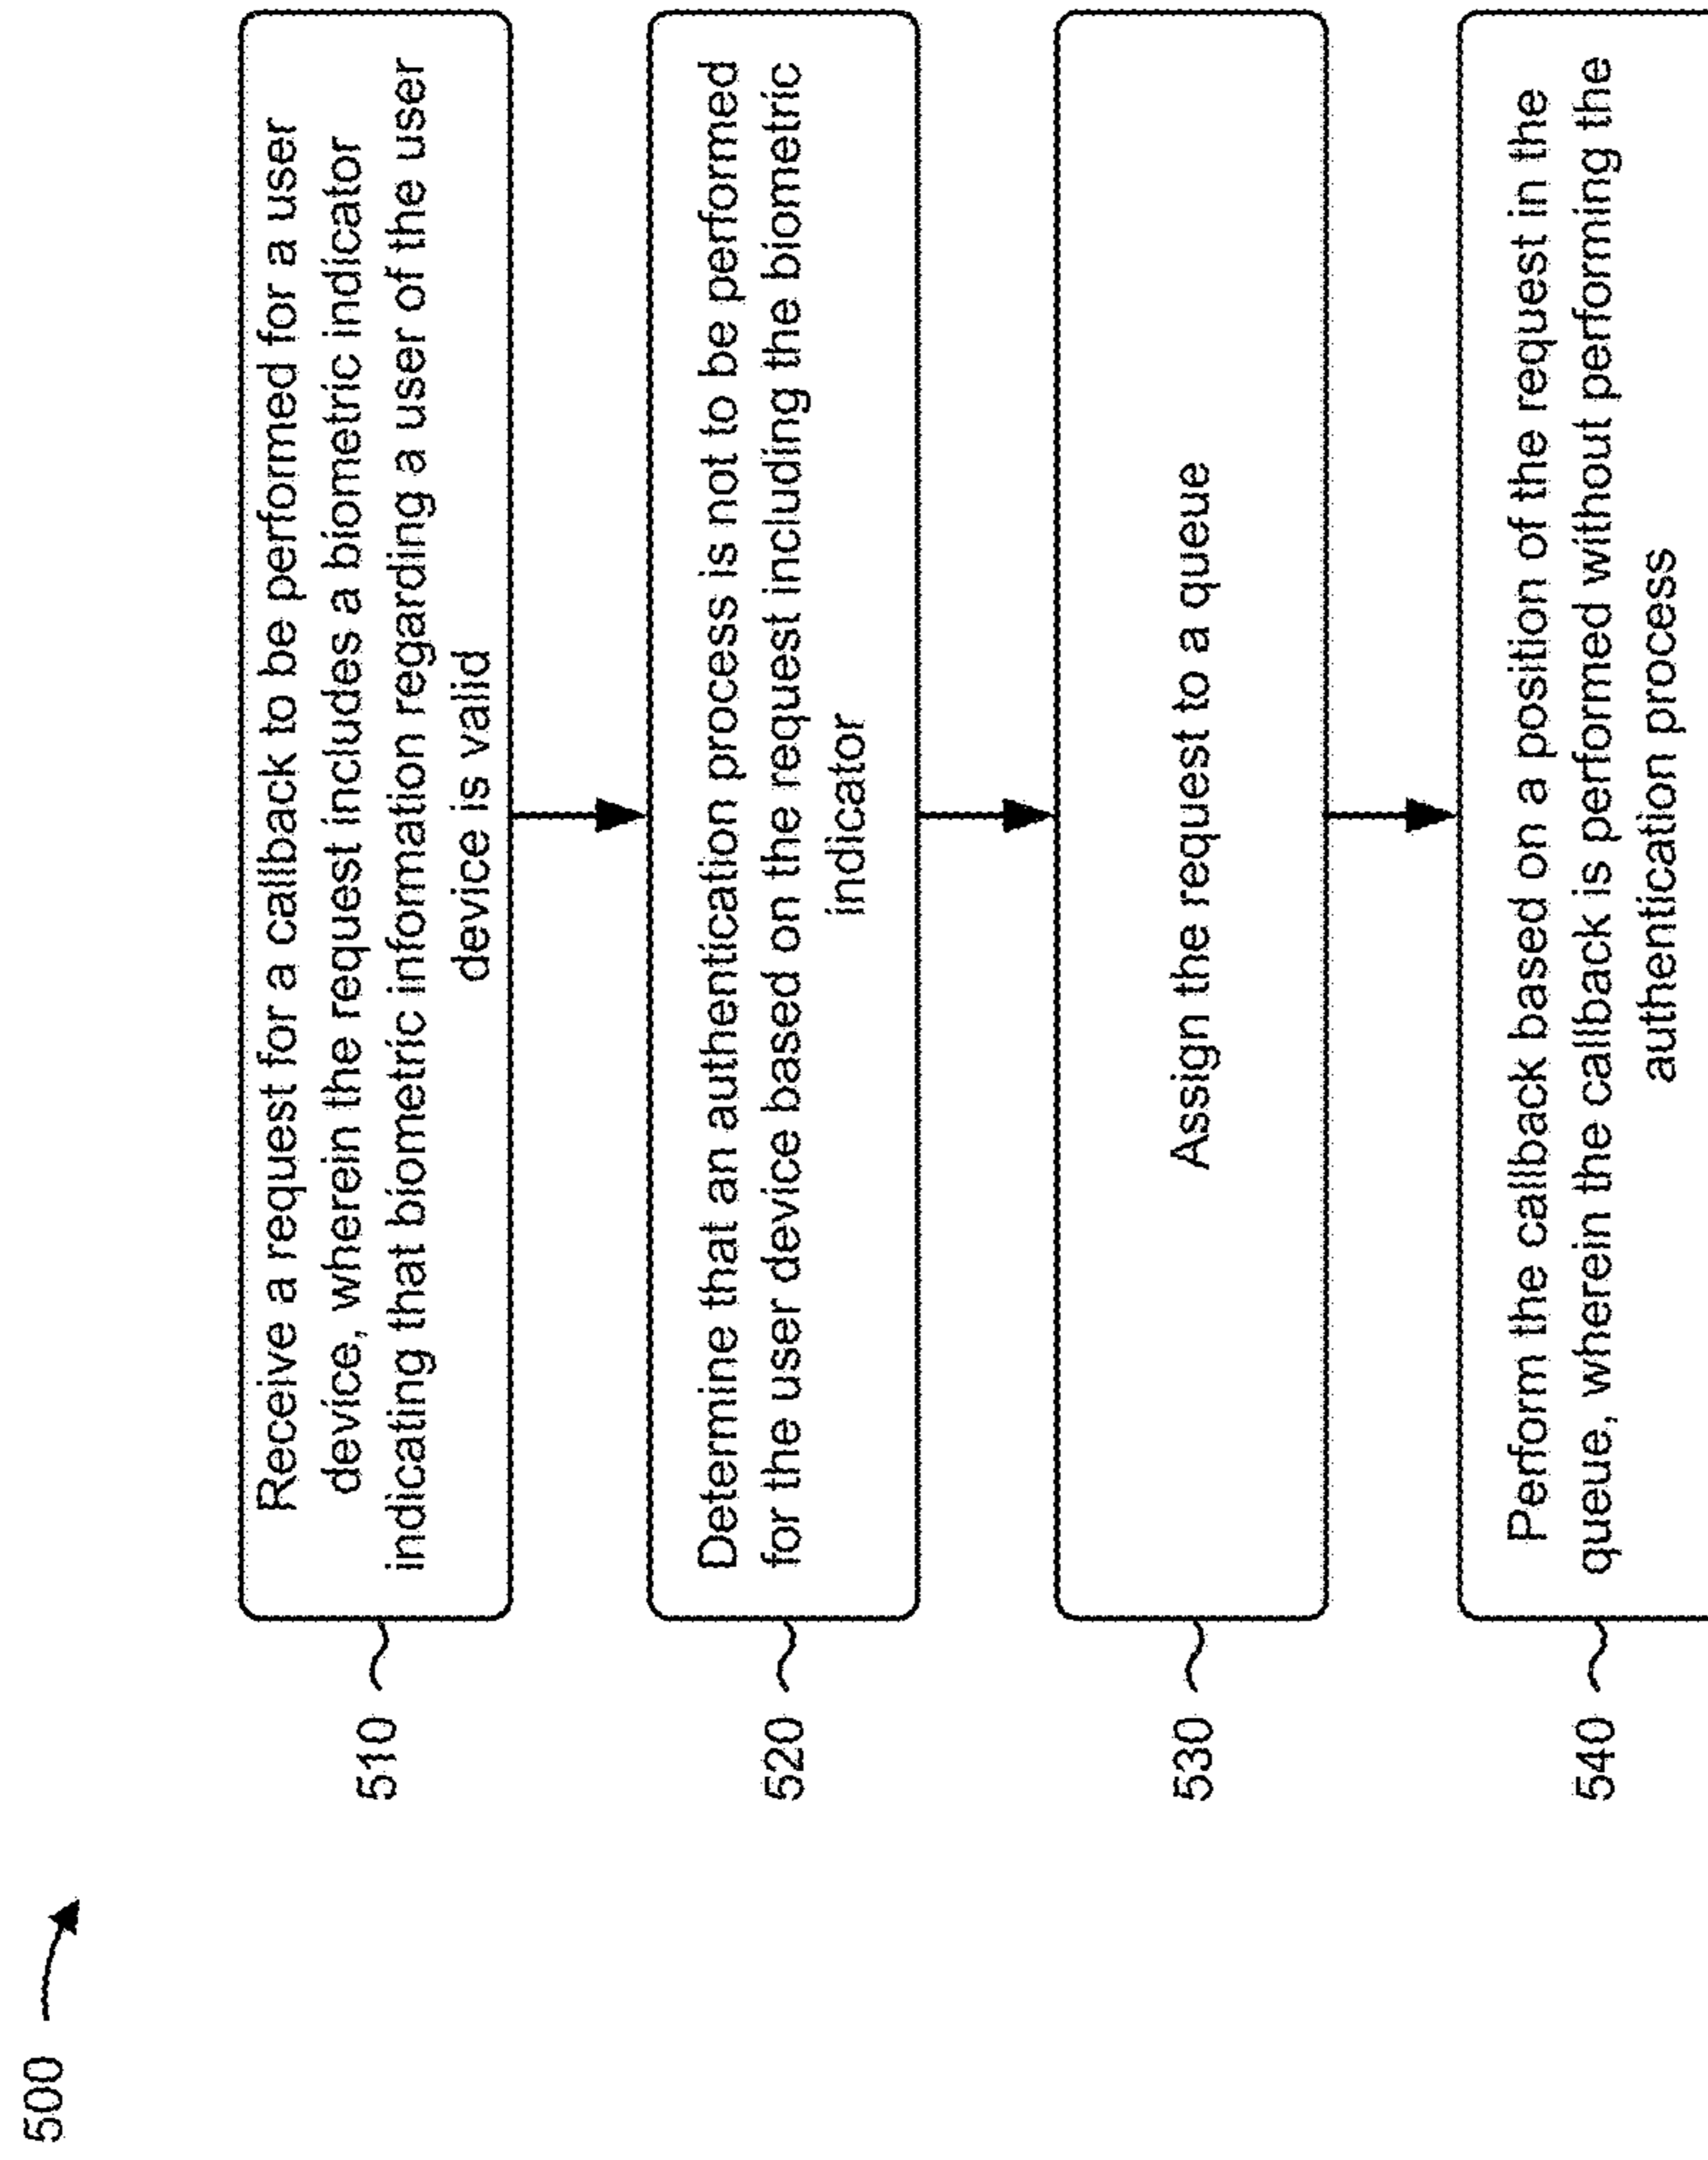 500
510
Receive a request for a callback to be performed for a user
device, wherein the request includes a biometric indicator
indicating that biometric information regarding a user of the user
device is valid
520
Determine that an authentication process is not to be performed
for the user device based on the request including the biometric
indicator
530
Assign the request to a queue
540
Perform the callback based on a position of the request in the
queue, wherein the callback is performed without performing the
authentication process